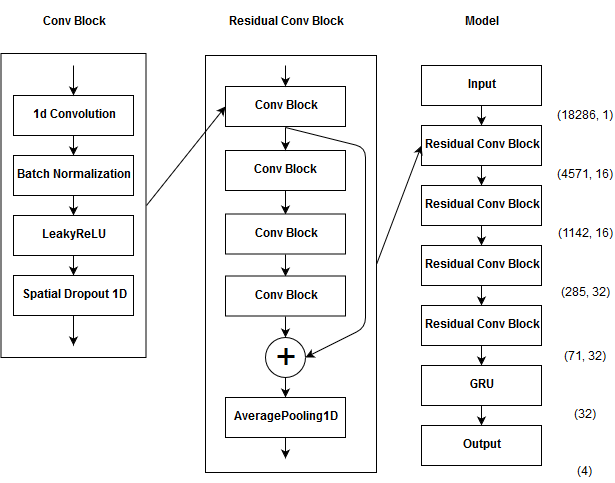 Conv Block
1d Convolution
Batch Normalization
LeakyReLU
Spatial Dropout 1D
Residual Conv Block
Conv Block
Conv Block
Conv Block
Conv Block
+
AveragePooling1D
Model
Input
(18286, 1)
Residual Conv Block
(4571, 16)
Residual Conv Block
(1142, 16)
Residual Conv Block
(285, 32)
Residual Conv Block
(71, 32)
GRU
(32)
Output
(4)